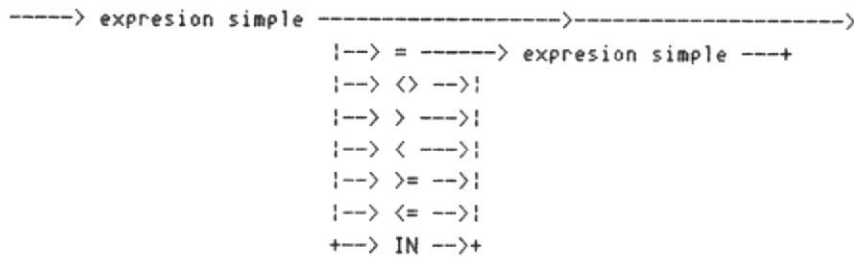 -----> expresion simple ------------------->---------------------->
|--> = ------> expresion simple ---+
|--> <> -->|
|--> > --->|
|--> < --->|
|--> >= -->|
|--> <= -->|
+--> IN -->+